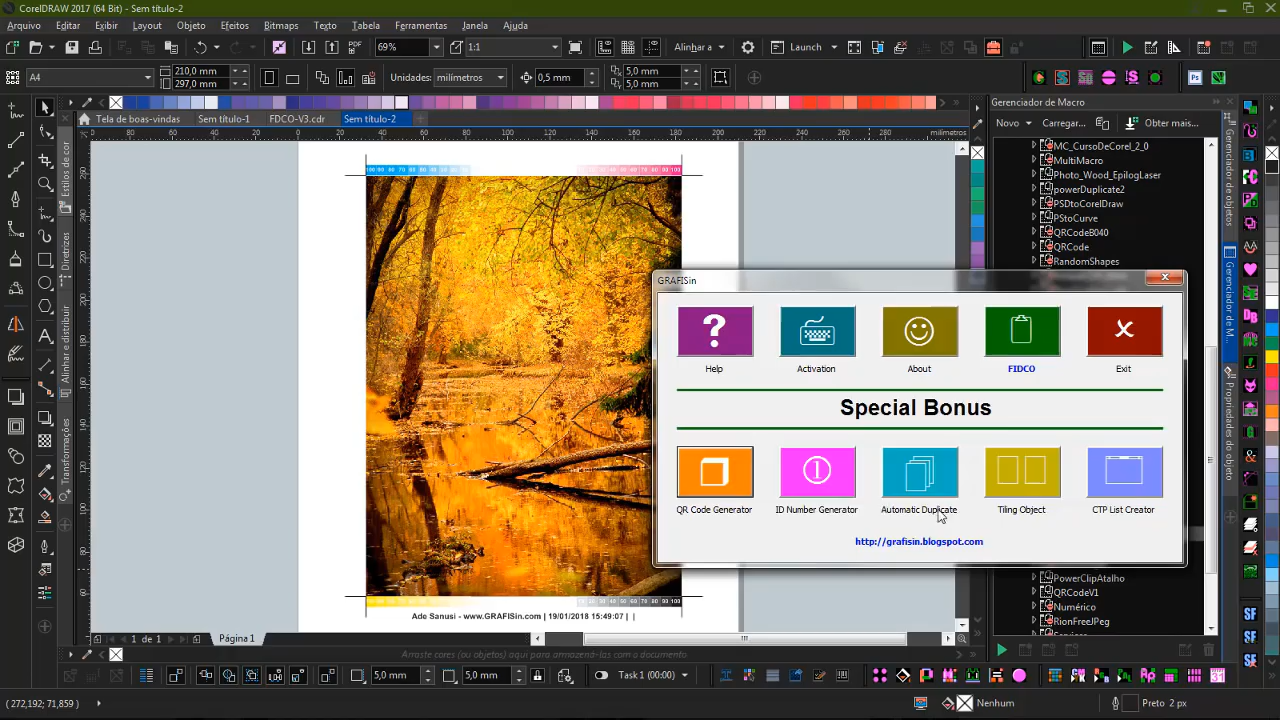 CorelDRAW 2017 (64 Bit) - Sem título-2
Arquivo Editar Exibir Layout Objeto Efeitos Bitmaps Texto Tabela Ferramentas Janela Ajuda
PDF 69% 1:1 Alinhar a Launch
A4 210,0 mm 297,0 mm Unidades: milímetros 0,5 mm 5,0 mm 5,0 mm
Ps
Tela de boas-vindas Sem título-1 FDCO-V3.cdr Sem título-2
milímetros
Gerenciador de Macro
Novo Carregar... Obter mais...
MC_CursoDeCorel_2_0
MultiMacro
Photo_Wood_EpilogLaser
powerDuplicate2
PSDtoCorelDraw
PStoCurve
QRCodeB040
QRCode
RandomShapes
Estilos de cor
Diretrizes
Alinhar e distribuir
Transformações
Gerenciador de objetos
Gerenciador de M...
Propriedades do objeto
GRAFISin
Help Activation About FIDCO Exit
Special Bonus
QR Code Generator ID Number Generator Automatic Duplicate Tiling Object CTP List Creator
http://grafisin.blogspot.com
PowerClipAtalho
QRCodeV1
Numérico
RionFreeJPeg
Ade Sanusi - www.GRAFISin.com | 19/01/2018 15:49:07 | |
1 de 1 Página 1
Arraste cores (ou objetos) aqui para armazená-las com o documento
5,0 mm 5,0 mm Task 1 (00:00)
(272,192; 71,859) Nenhum Preto 2 px